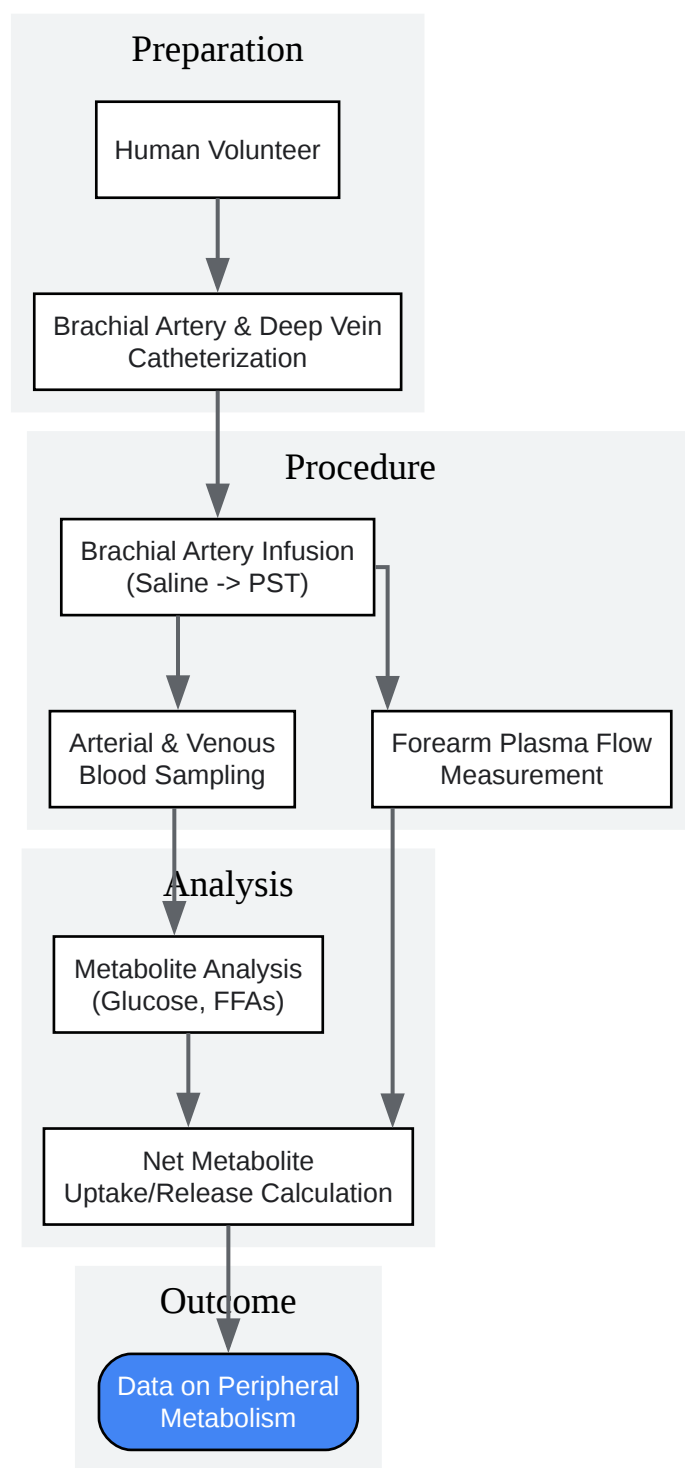 Preparation
Human Volunteer
Brachial Artery & Deep Vein
Catheterization
Procedure
Brachial Artery Infusion
(Saline -> PST)
Arterial & Venous
Blood Sampling
Forearm Plasma Flow
Measurement
Analysis
Metabolite Analysis
(Glucose, FFAs)
Net Metabolite
Uptake/Release Calculation
Outcome
Data on Peripheral
Metabolism